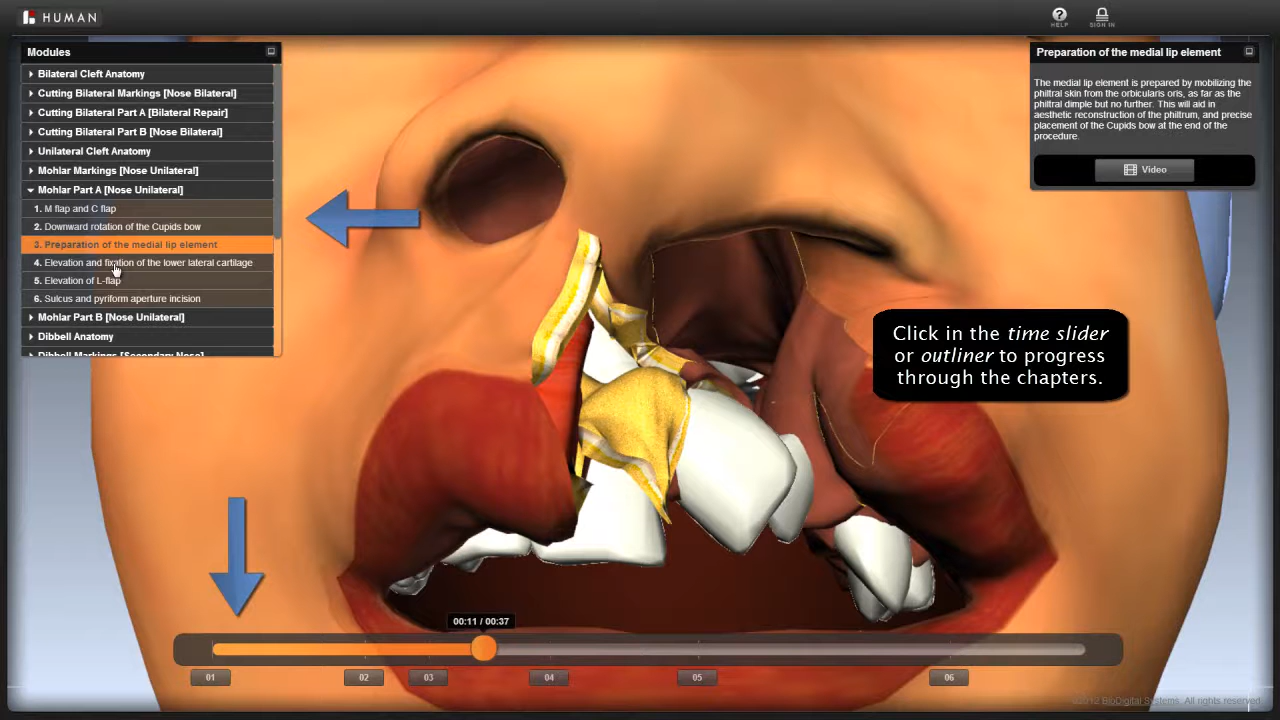 HUMAN
HELP
SIGN IN
Modules
Bilateral Cleft Anatomy
Cutting Bilateral Markings [Nose Bilateral]
Cutting Bilateral Part A [Bilateral Repair]
Cutting Bilateral Part B [Nose Bilateral]
Unilateral Cleft Anatomy
Mohlar Markings [Nose Unilateral]
Mohlar Part A [Nose Unilateral]
1. M flap and C flap
2. Downward rotation of the Cupids bow
3. Preparation of the medial lip element
4. Elevation and fixation of the lower lateral cartilage
5. Elevation of L-flap
6. Sulcus and pyriform aperture incision
Mohlar Part B [Nose Unilateral]
Dibbell Anatomy
Dibbell Markings [Secondary Nose]
Preparation of the medial lip element
The medial lip element is prepared by mobilizing the
philtral skin from the orbicularis oris, as far as the
philtral dimple but no further. This will aid in
aesthetic reconstruction of the philtrum, and precise
placement of the Cupids bow at the end of the
procedure.
Video
Click in the time slider
or outliner to progress
through the chapters.
00:11 / 00:37
01 02 03 04 05 06
©2012 BioDigital Systems. All rights reserved